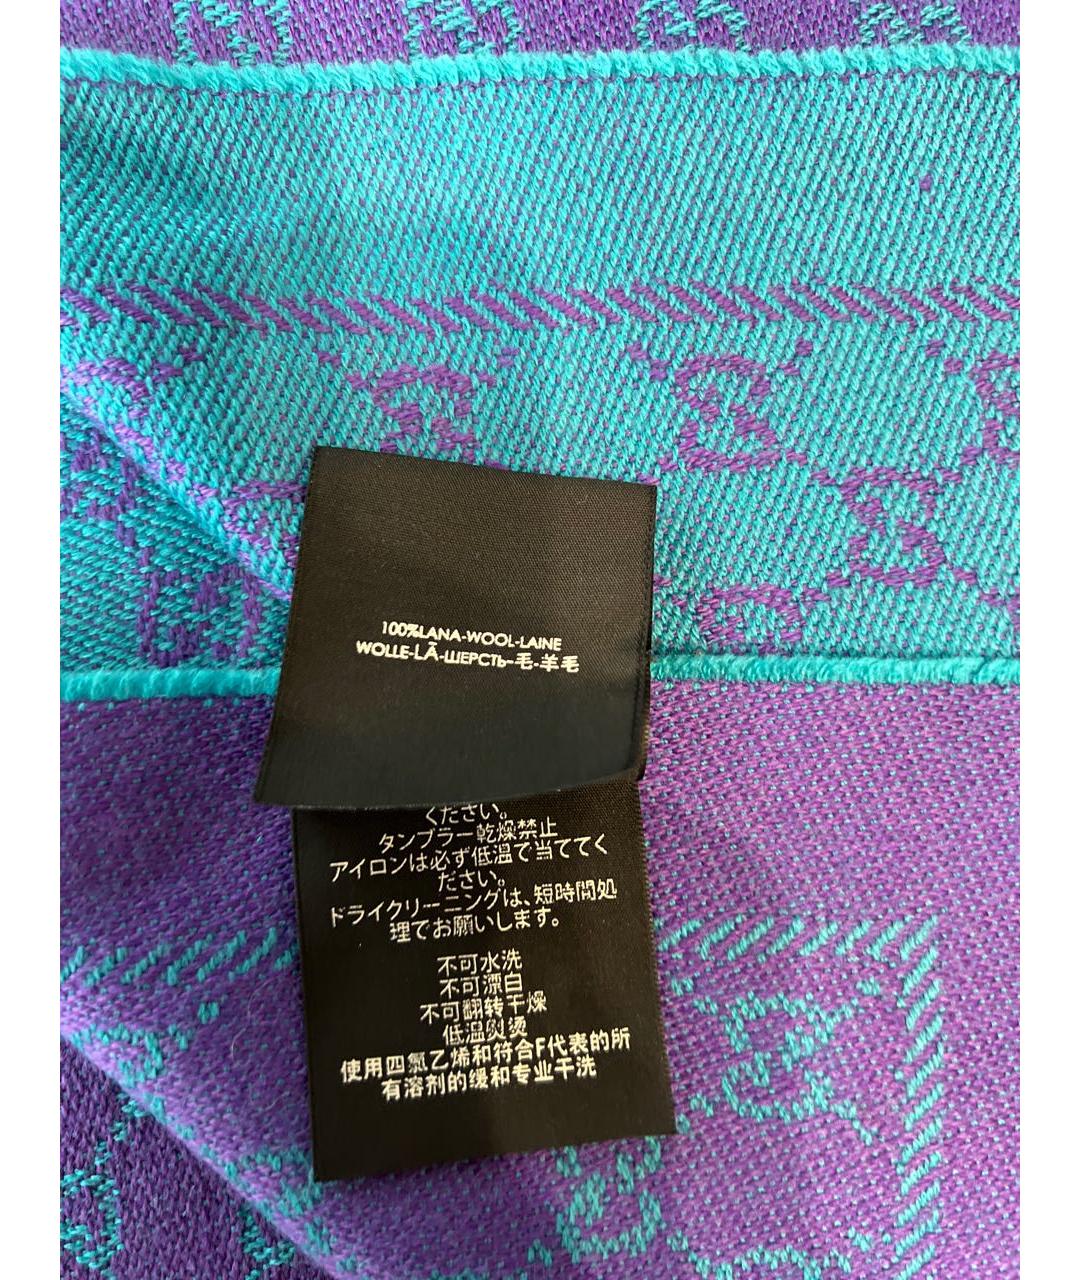 100%LANA-WOOL-LAINE
WOLLE-LÃ-ШЕРСТЬ-毛-羊毛
ください。
タンブラー乾燥禁止
アイロンは必ず低温で当ててく
ださい。
ドライクリーニングは、短時間処
理でお願いします。
不可水洗
不可漂白
不可翻转干燥
低温熨烫
使用四氯乙烯和符合F代表的所
有溶剂的缓和专业干洗